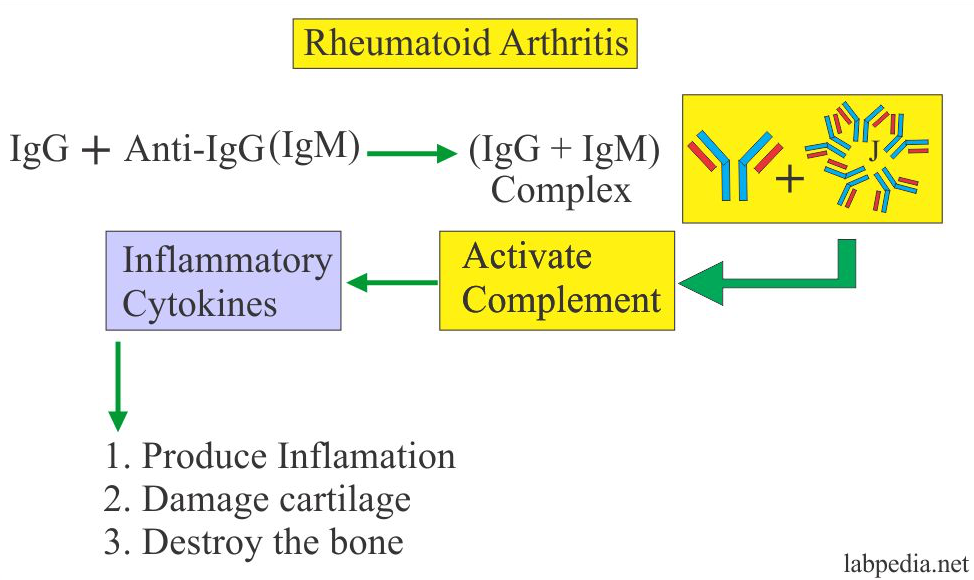 Rheumatoid Arthritis
IgG + Anti-IgG(IgM) (IgG + IgM)
Complex
+
J
Activate
Complement
Inflammatory
Cytokines
1. Produce Inflamation
2. Damage cartilage
3. Destroy the bone
labpedia.net